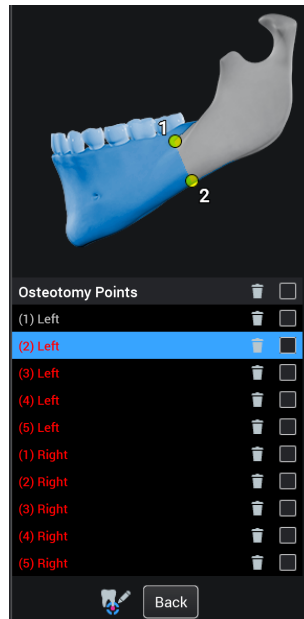 1
2
Osteotomy Points
(1) Left
(2) Left
(3) Left
(4) Left
(5) Left
(1) Right
(2) Right
(3) Right
(4) Right
(5) Right
Back